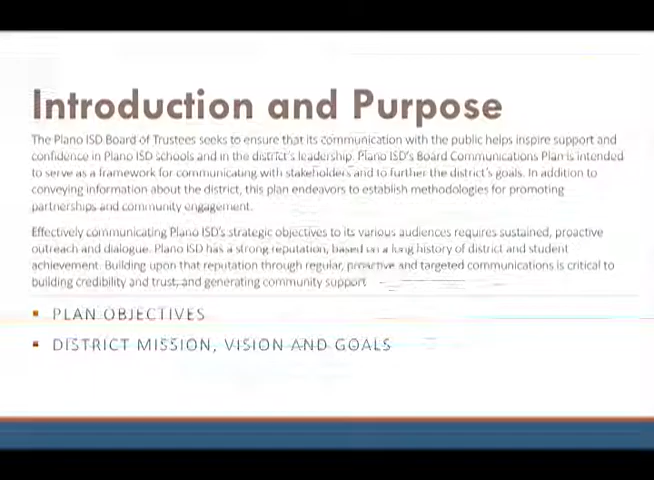 Introduction and Purpose
The Plano ISD Board of Trustees seeks to ensure that its communication with the public helps inspire support and
confidence in Plano ISD schools and in the district's leadership. Plano ISD's Board Communications Plan is intended
to serve as a framework for communicating with stakeholders and to further the district's goals. In addition to
conveying information about the district, this plan endeavors to establish methodologies for promoting
partnerships and community engagement.
Effectively communicating Plano ISD's strategic objectives to its various audiences requires sustained, proactive
outreach and dialogue. Plano ISD has a strong reputation, based on a long history of district and student
achievement. Building upon that reputation through regular, proactive and targeted communications is critical to
building credibility and trust, and generating community support
▪ PLAN OBJECTIVES
▪ DISTRICT MISSION, VISION AND GOALS